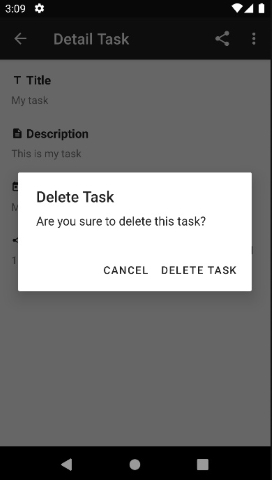 3:09
Detail Task
Title
My task
Description
This is my task
Delete Task
Are you sure to delete this task?
CANCEL DELETE TASK